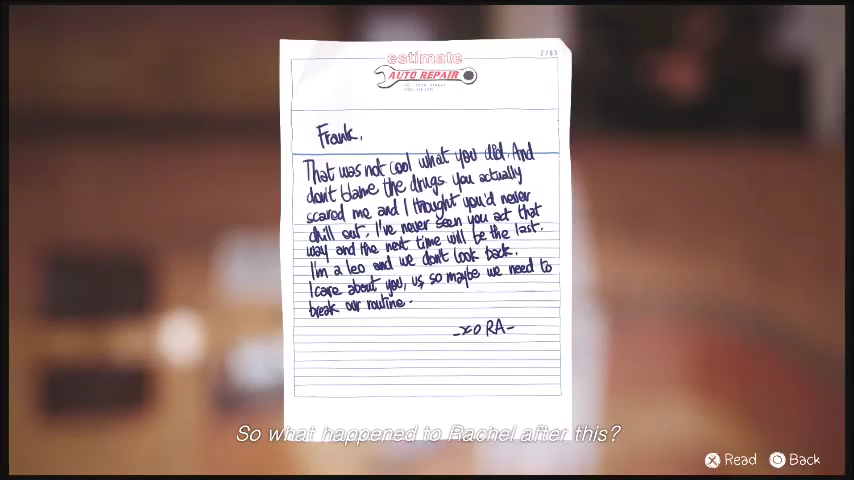 2783
estimate
AUTO REPAIR
Frank,
That was not cool what you did. And
don't blame the drugs. You actually
scared me and I thought you'd never
chill out. I've never seen you act that
way and the next time will be the last.
I'm a leo and we don't look back.
I care about you, us, so maybe we need to
break our routine.
-xo RA-
So what happened to Rachel after this?
Read Back